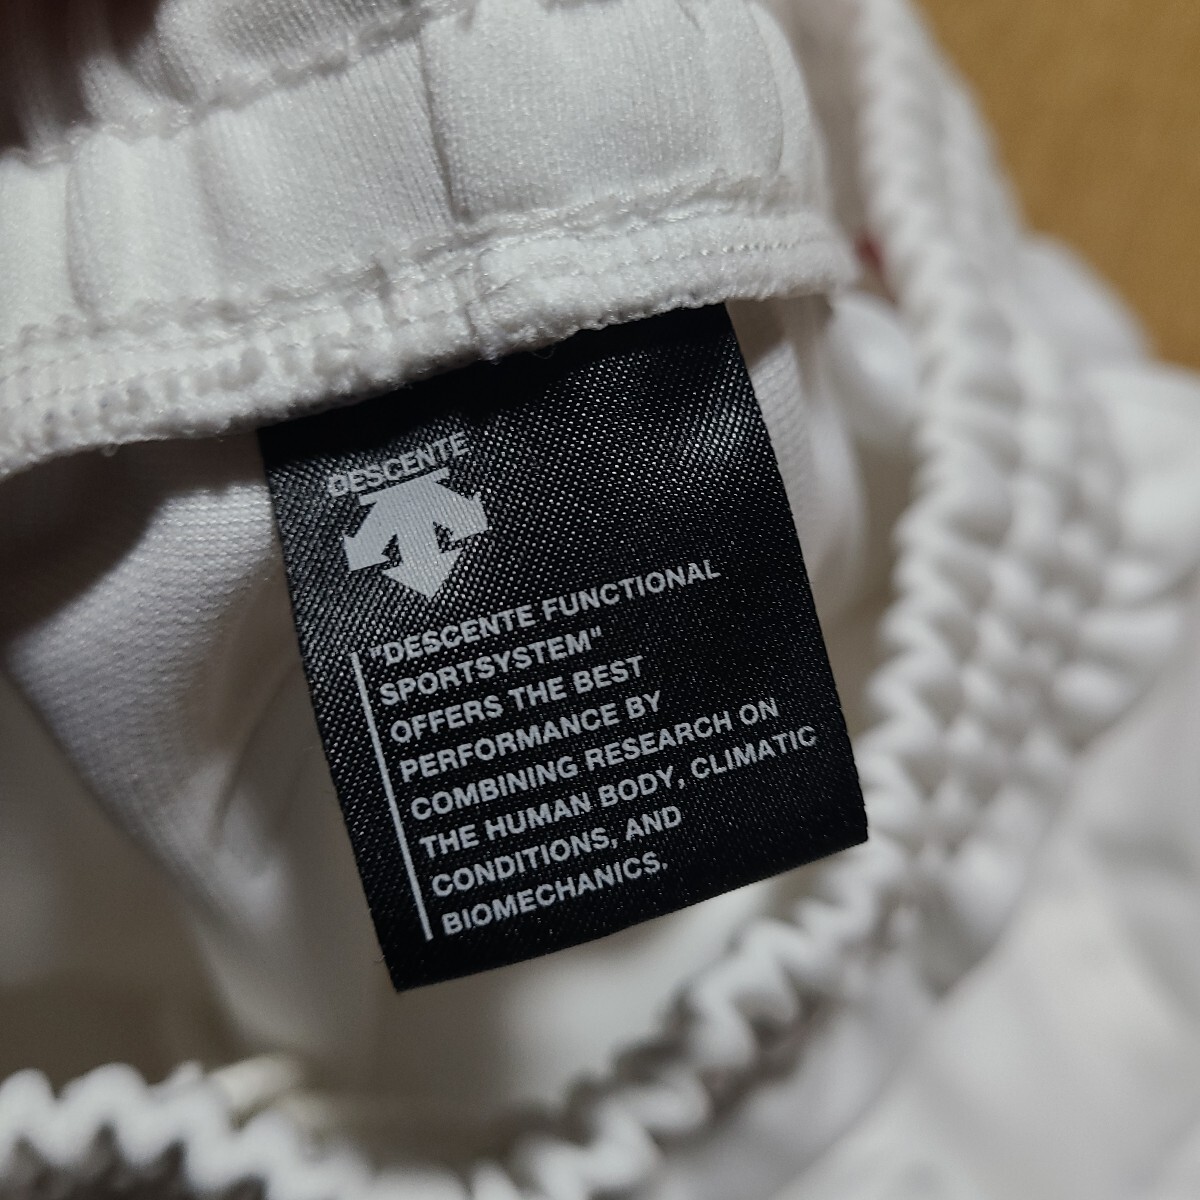 DESCENTE
"DESCENTE FUNCTIONAL
SPORTSYSTEM"
OFFERS THE BEST
PERFORMANCE BY
COMBINING RESEARCH ON
THE HUMAN BODY, CLIMATIC
CONDITIONS, AND
BIOMECHANICS.